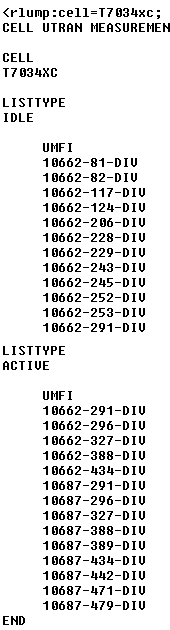 <rlump:cell=T7034xc;
CELL UTRAN MEASUREMEN
CELL
T7034XC
LISTTYPE
IDLE
UMFI
10662-81-DIV
10662-82-DIV
10662-117-DIV
10662-124-DIV
10662-206-DIV
10662-228-DIV
10662-229-DIV
10662-243-DIV
10662-245-DIV
10662-252-DIV
10662-253-DIV
10662-291-DIV
LISTTYPE
ACTIVE
UMFI
10662-291-DIV
10662-296-DIV
10662-327-DIV
10662-388-DIV
10662-434-DIV
10687-291-DIV
10687-296-DIV
10687-327-DIV
10687-388-DIV
10687-389-DIV
10687-434-DIV
10687-442-DIV
10687-471-DIV
10687-479-DIV
END